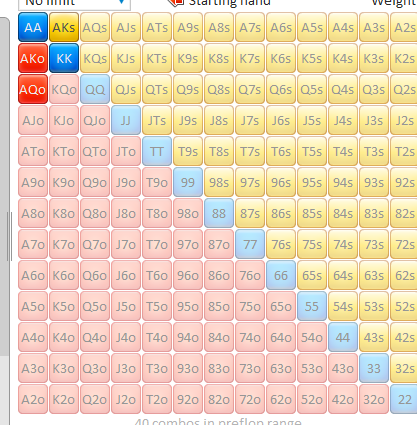 No limit Starting hand Weight
AA AKs AQs AJs ATs A9s A8s A7s A6s A5s A4s A3s A2s
AKo KK KQs KJs KTs K9s K8s K7s K6s K5s K4s K3s K2s
AQo KQo QQ QJs QTs Q9s Q8s Q7s Q6s Q5s Q4s Q3s Q2s
AJo KJo QJo JJ JTs J9s J8s J7s J6s J5s J4s J3s J2s
ATo KTo QTo JTo TT T9s T8s T7s T6s T5s T4s T3s T2s
A9o K9o Q9o J9o T9o 99 98s 97s 96s 95s 94s 93s 92s
A8o K8o Q8o J8o T8o 98o 88 87s 86s 85s 84s 83s 82s
A7o K7o Q7o J7o T7o 97o 87o 77 76s 75s 74s 73s 72s
A6o K6o Q6o J6o T6o 96o 86o 76o 66 65s 64s 63s 62s
A5o K5o Q5o J5o T5o 95o 85o 75o 65o 55 54s 53s 52s
A4o K4o Q4o J4o T4o 94o 84o 74o 64o 54o 44 43s 42s
A3o K3o Q3o J3o T3o 93o 83o 73o 63o 53o 43o 33 32s
A2o K2o Q2o J2o T2o 92o 82o 72o 62o 52o 42o 32o 22
40 combos in preflop range